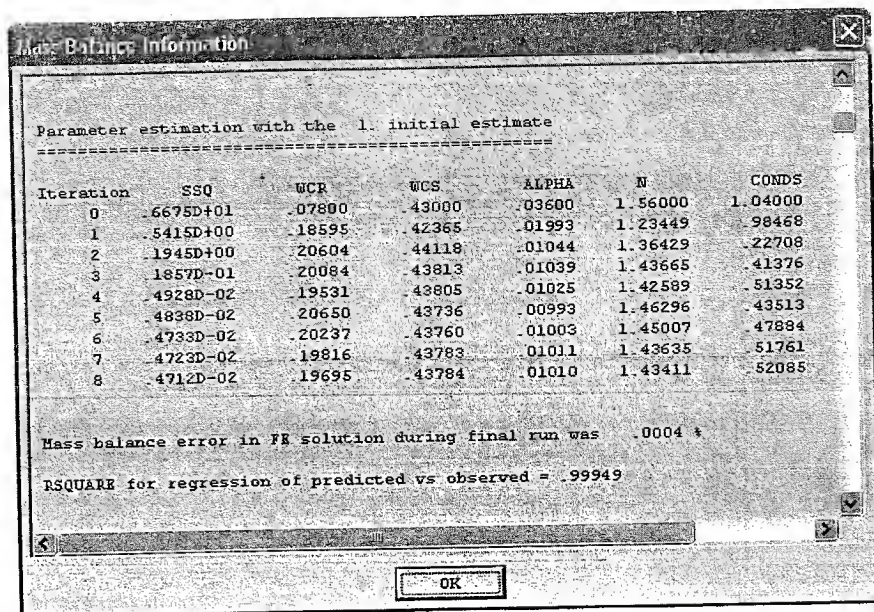 Mass Balance Information
Parameter estimation with the 1. initial estimate
=====================================================
Iteration SSQ WCR WCS ALPHA N CONDS
0 .6675D+01 .07800 .43000 .03600 1.56000 1.04000
1 .5415D+00 .18595 .42365 .01993 1.23449 .98468
2 .1945D+00 .20604 .44118 .01044 1.36429 .22708
3 .1857D-01 .20084 .43813 .01039 1.43665 .41376
4 .4928D-02 .19531 .43805 .01025 1.42589 .51352
5 .4838D-02 .20650 .43736 .00993 1.46296 .43513
6 .4733D-02 .20237 .43760 .01003 1.45007 .47884
7 .4723D-02 .19816 .43783 .01011 1.43635 .51761
8 .4712D-02 .19695 .43784 .01010 1.43411 .52085
Mass balance error in FE solution during final run was .0004 %
RSQUARE for regression of predicted vs observed = .99949
OK